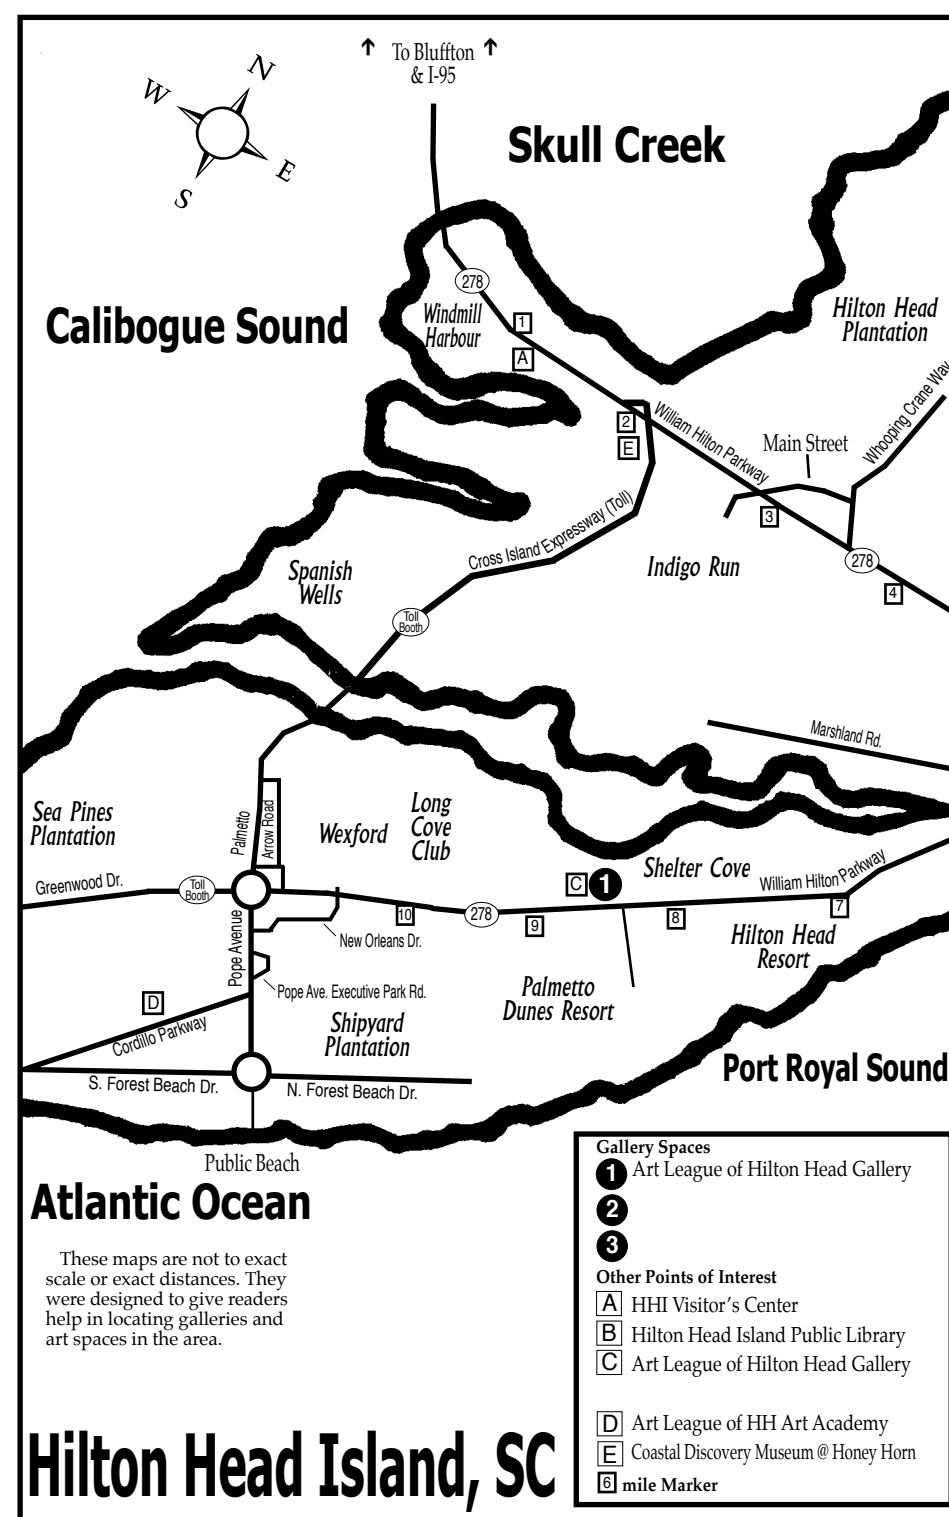 To Bluffton
& I-95
N
W
E
S
Skull Creek
278
Windmill
Harbour
Hilton Head
Plantation
Calibogue Sound
1
A
Whooping Crane Way
2
E
William Hilton Parkway
Main Street
3
Cross Island Expressway (Toll)
Indigo Run
278
4
Spanish
Wells
Toll
Booth
Marshland Rd.
Sea Pines
Plantation
Palmetto
Arrow Road
Wexford
Long
Cove
Club
Shelter Cove
Greenwood Dr.
Toll
Booth
C
1
William Hilton Parkway
10
278
9
8
7
Pope Avenue
New Orleans Dr.
Hilton Head
Resort
Pope Ave. Executive Park Rd.
Palmetto
Dunes Resort
D
Cordillo Parkway
Shipyard
Plantation
S. Forest Beach Dr.
N. Forest Beach Dr.
Port Royal Sound
Public Beach
Atlantic Ocean
These maps are not to exact
scale or exact distances. They
were designed to give readers
help in locating galleries and
art spaces in the area.
Hilton Head Island, SC
Gallery Spaces
1 Art League of Hilton Head Gallery
2
3
Other Points of Interest
A HHI Visitor's Center
B Hilton Head Island Public Library
C Art League of Hilton Head Gallery
D Art League of HH Art Academy
E Coastal Discovery Museum @ Honey Horn
6 mile Marker